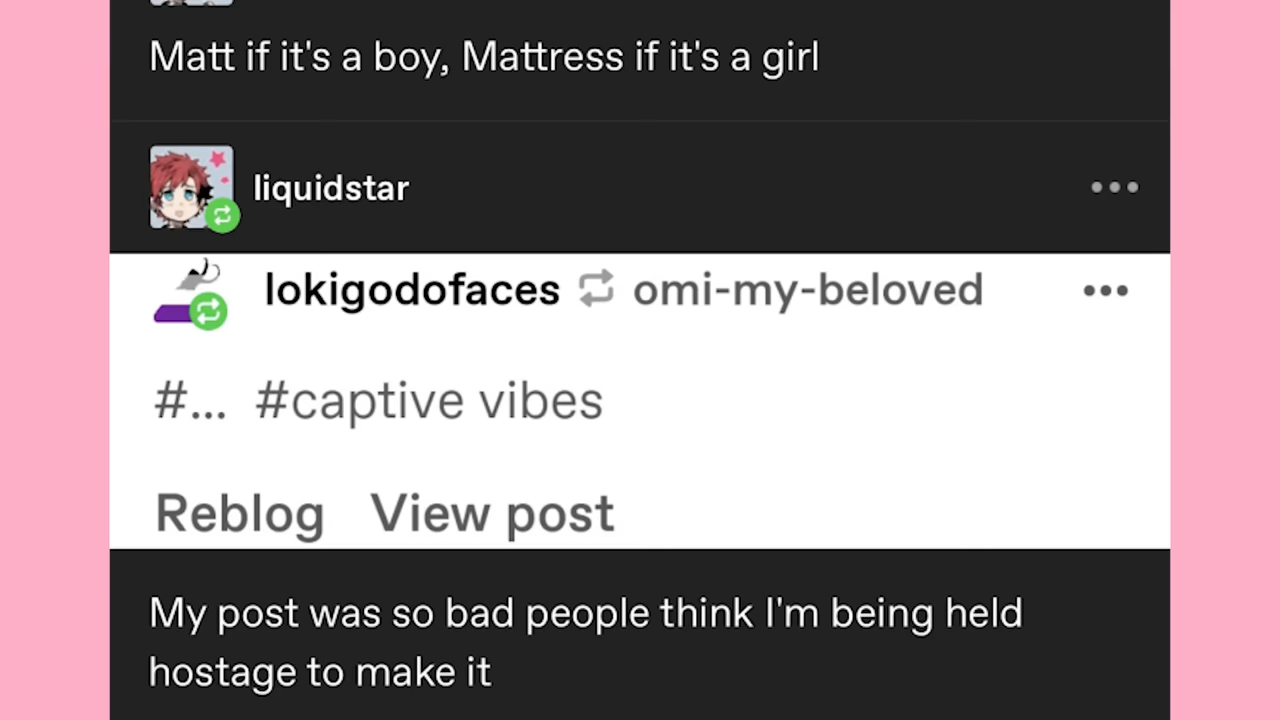 Matt if it's a boy, Mattress if it's a girl
liquidstar
lokigodofaces omi-my-beloved
#... #captive vibes
Reblog View post
My post was so bad people think I'm being held
hostage to make it